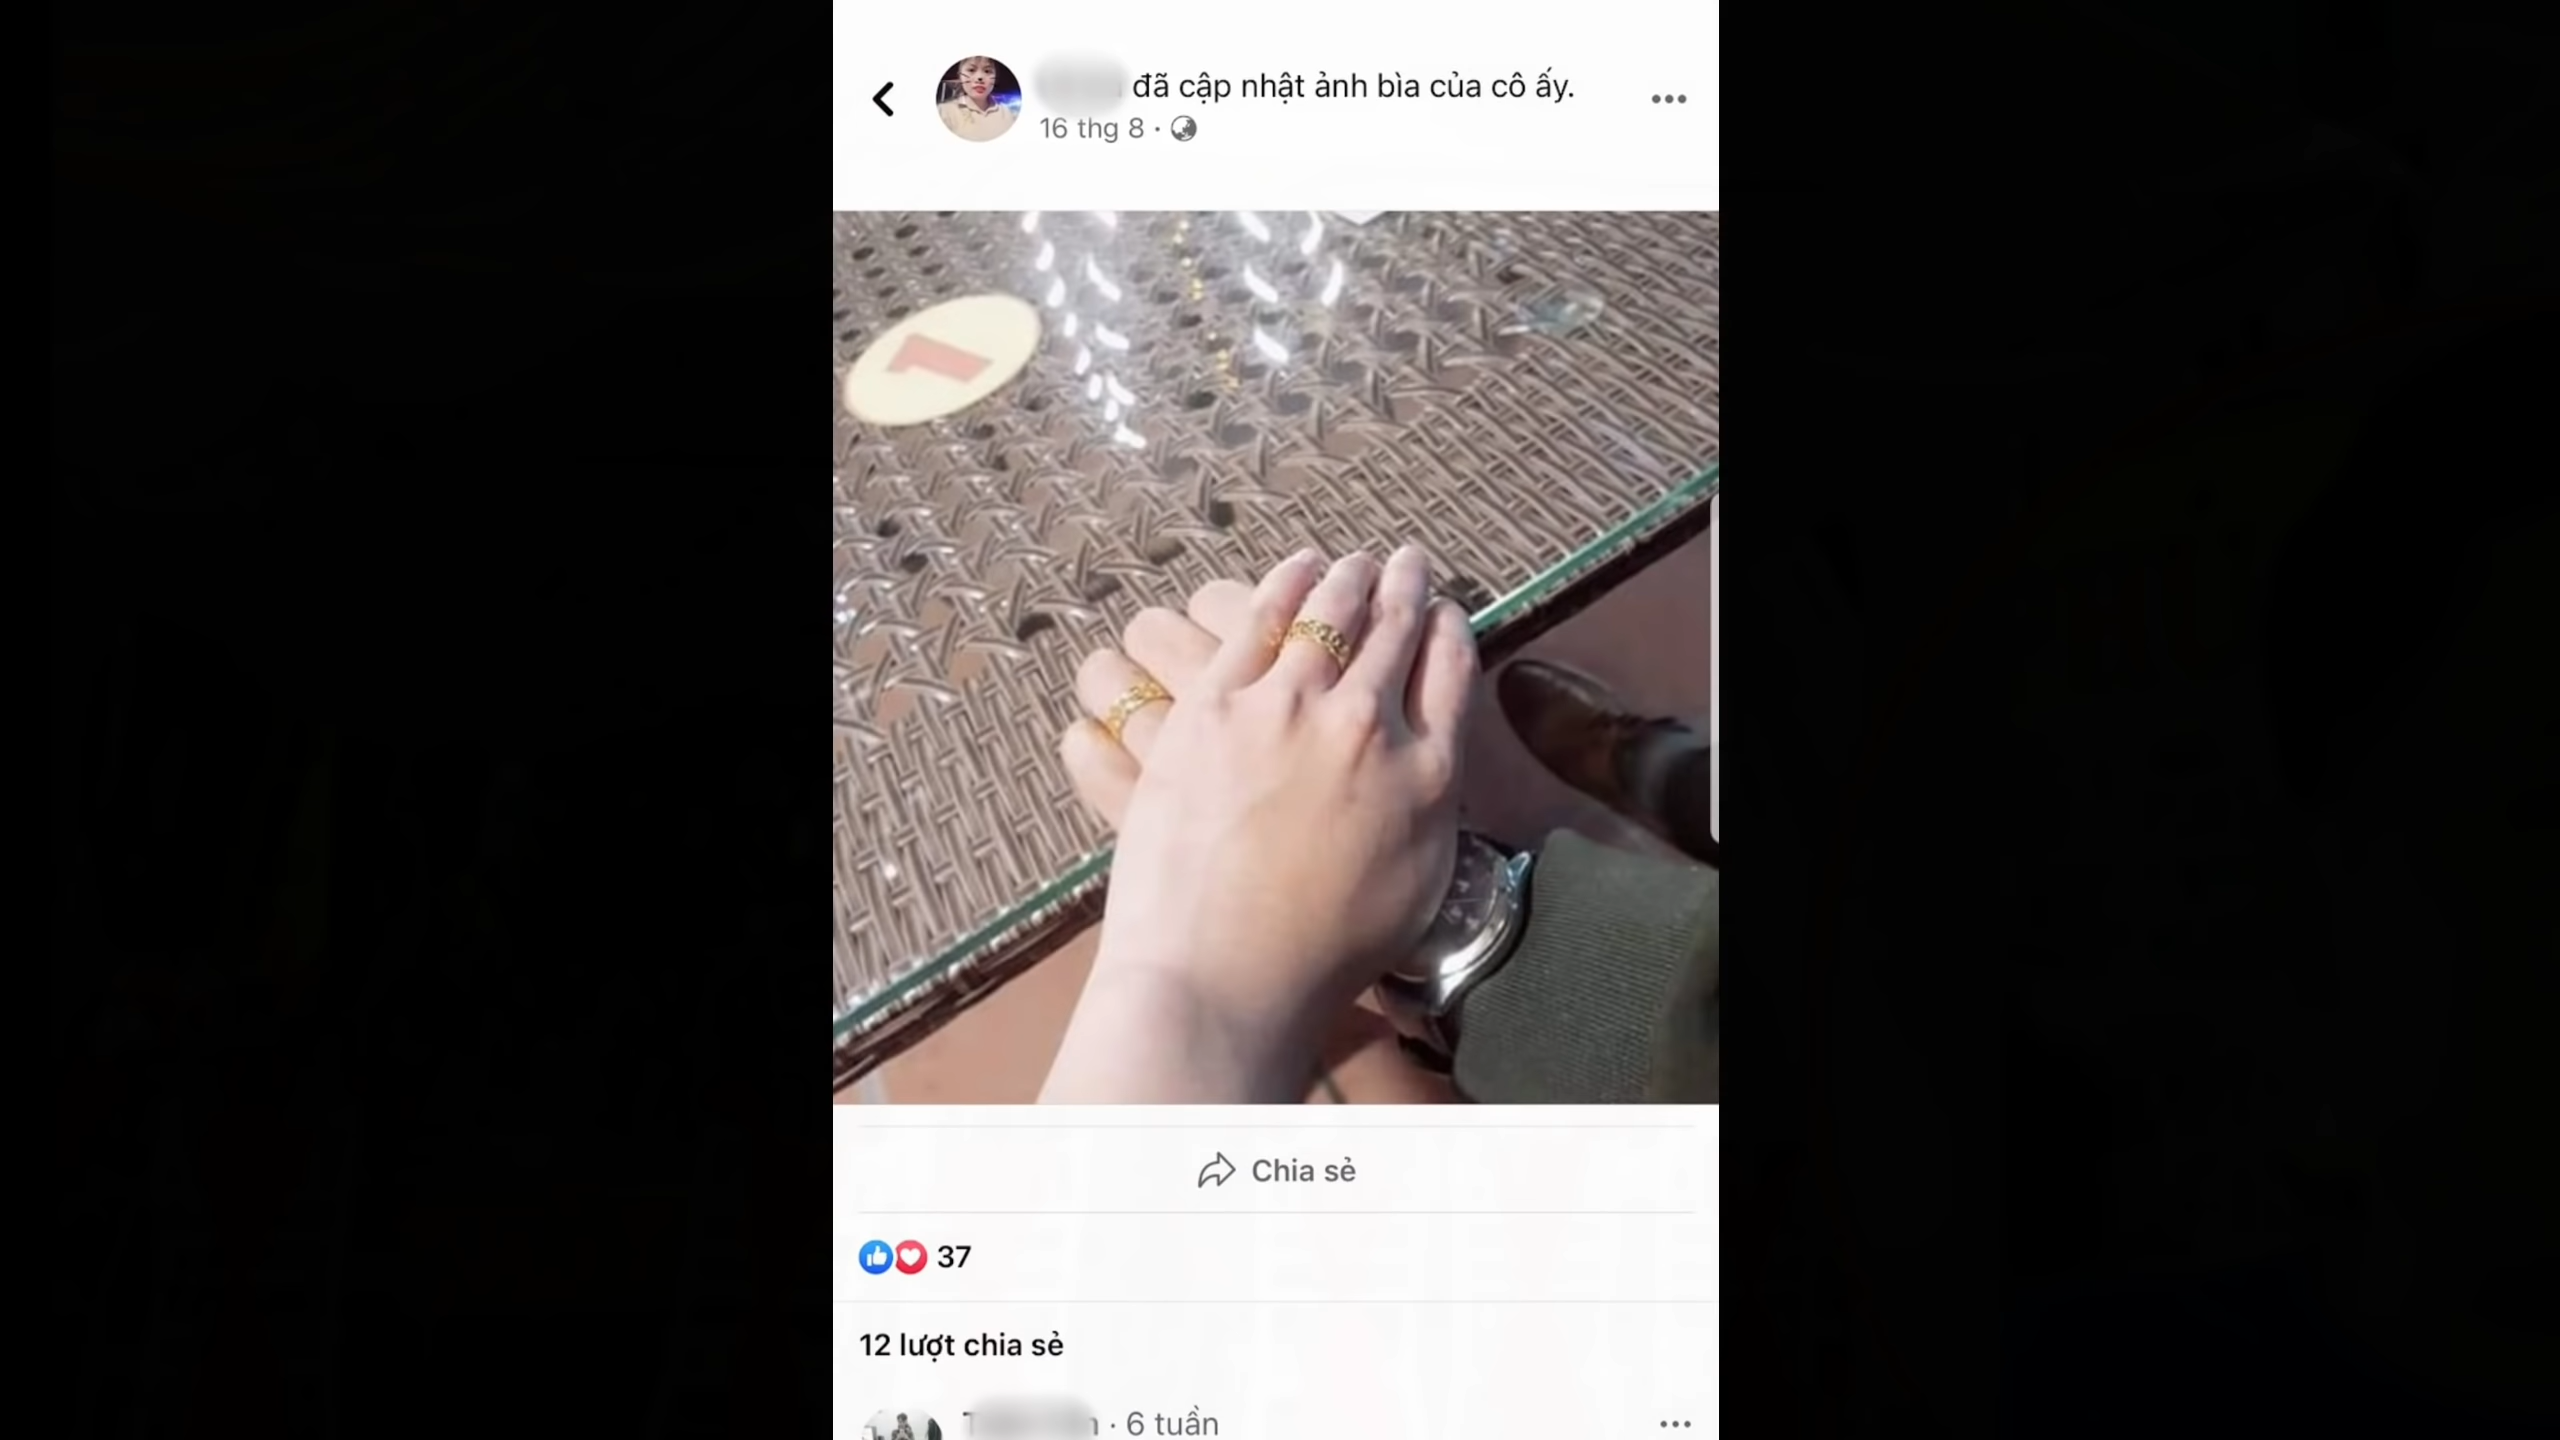 đã cập nhật ảnh bìa của cô ấy.
16 thg 8 ·
1
Chia sẻ
37
12 lượt chia sẻ
· 6 tuần